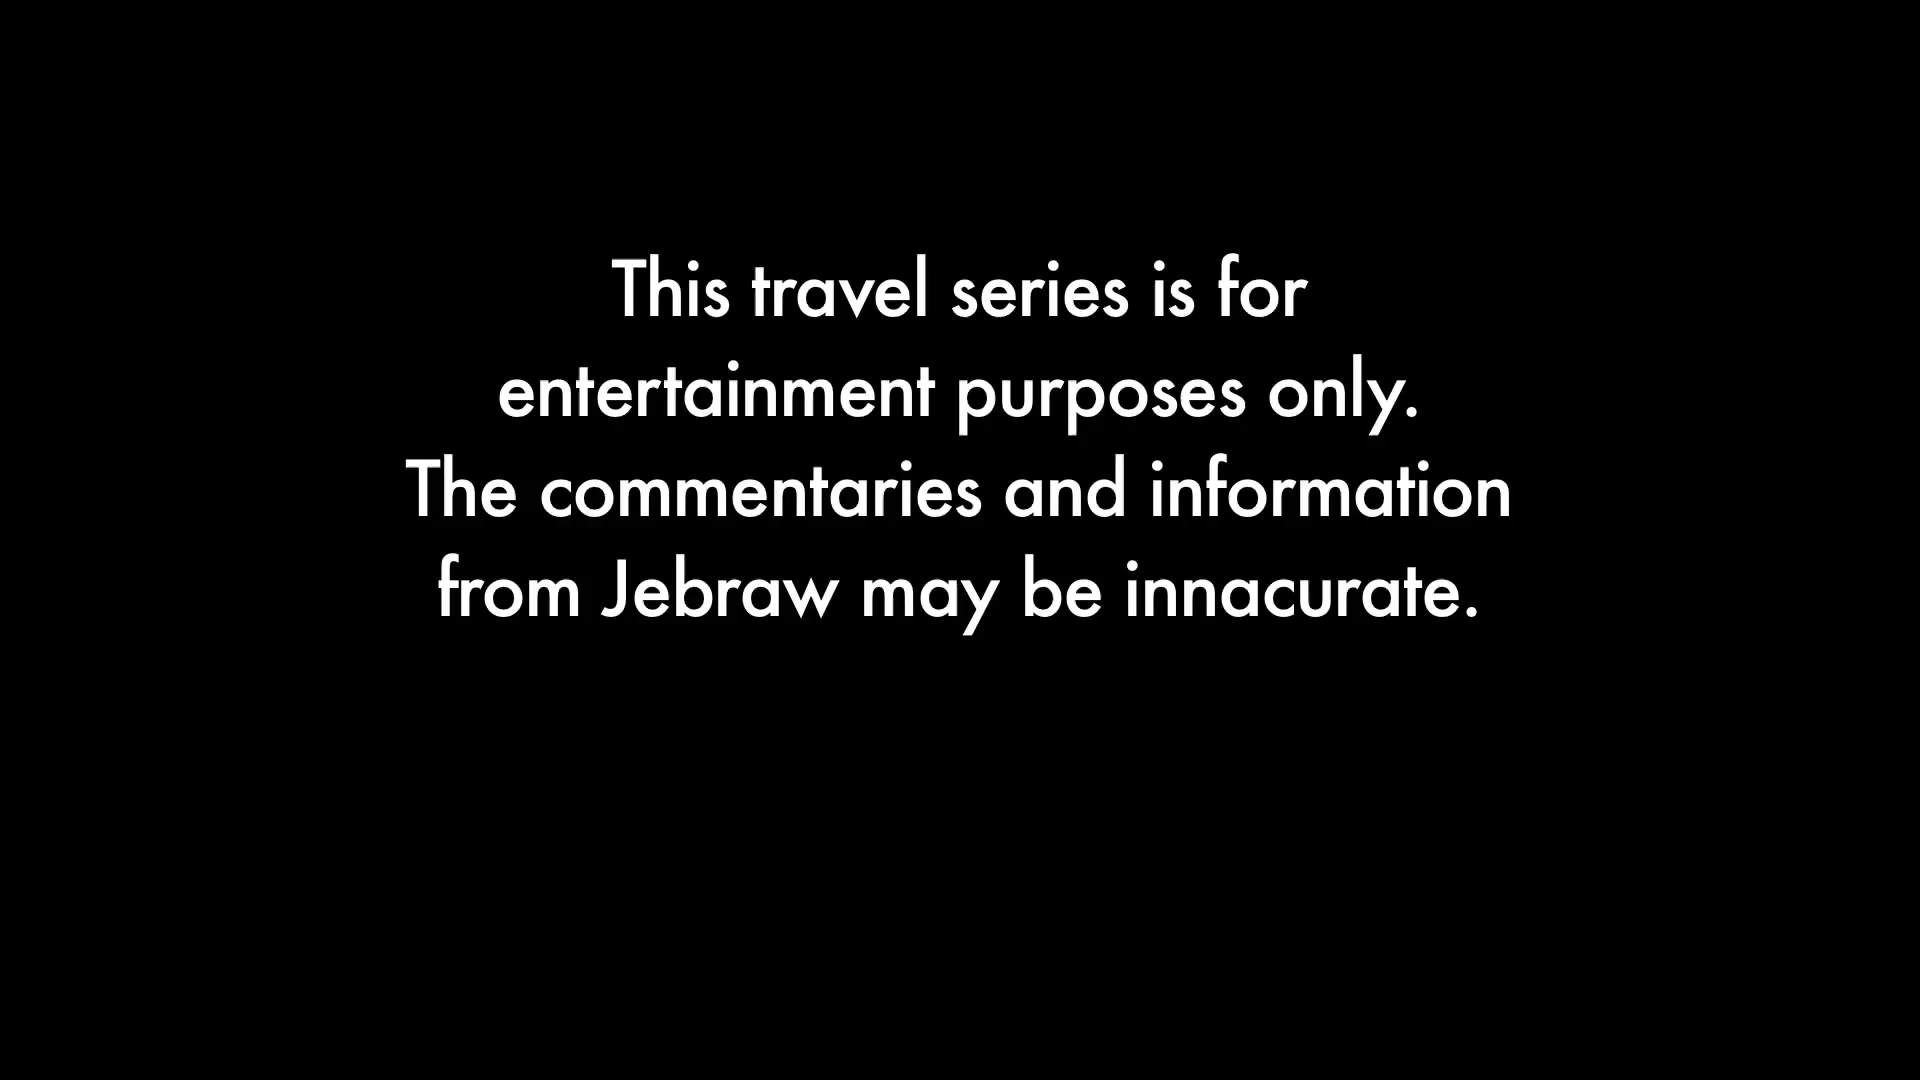 This travel series is for
entertainment purposes only.
The commentaries and information
from Jebraw may be innacurate.